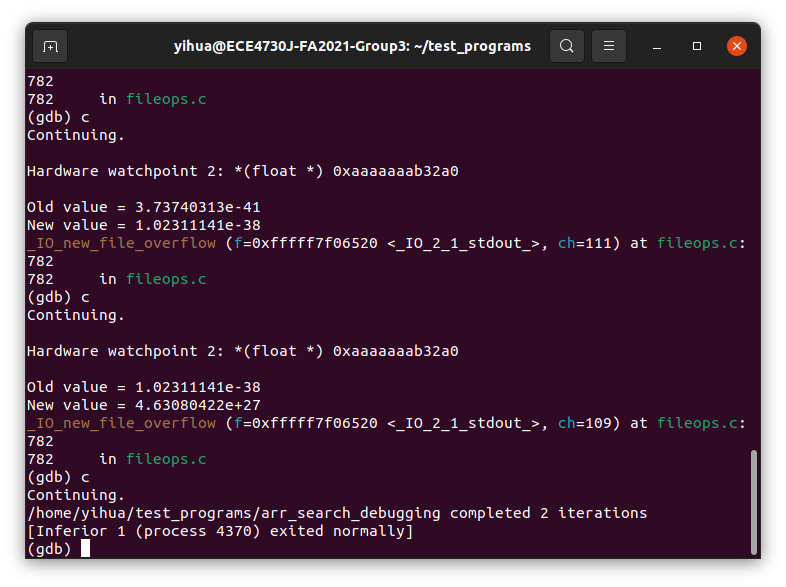 yihua@ECE4730J-FA2021-Group3: ~/test_programs
782
782     in fileops.c
(gdb) c
Continuing.
Hardware watchpoint 2: *(float *) 0xaaaaaaab32a0
Old value = 3.73740313e-41
New value = 1.02311141e-38
_IO_new_file_overflow (f=0xfffff7f06520 <_IO_2_1_stdout_>, ch=111) at fileops.c:
782
782     in fileops.c
(gdb) c
Continuing.
Hardware watchpoint 2: *(float *) 0xaaaaaaab32a0
Old value = 1.02311141e-38
New value = 4.63080422e+27
_IO_new_file_overflow (f=0xfffff7f06520 <_IO_2_1_stdout_>, ch=109) at fileops.c:
782
782     in fileops.c
(gdb) c
Continuing.
/home/yihua/test_programs/arr_search_debugging completed 2 iterations
[Inferior 1 (process 4370) exited normally]
(gdb)